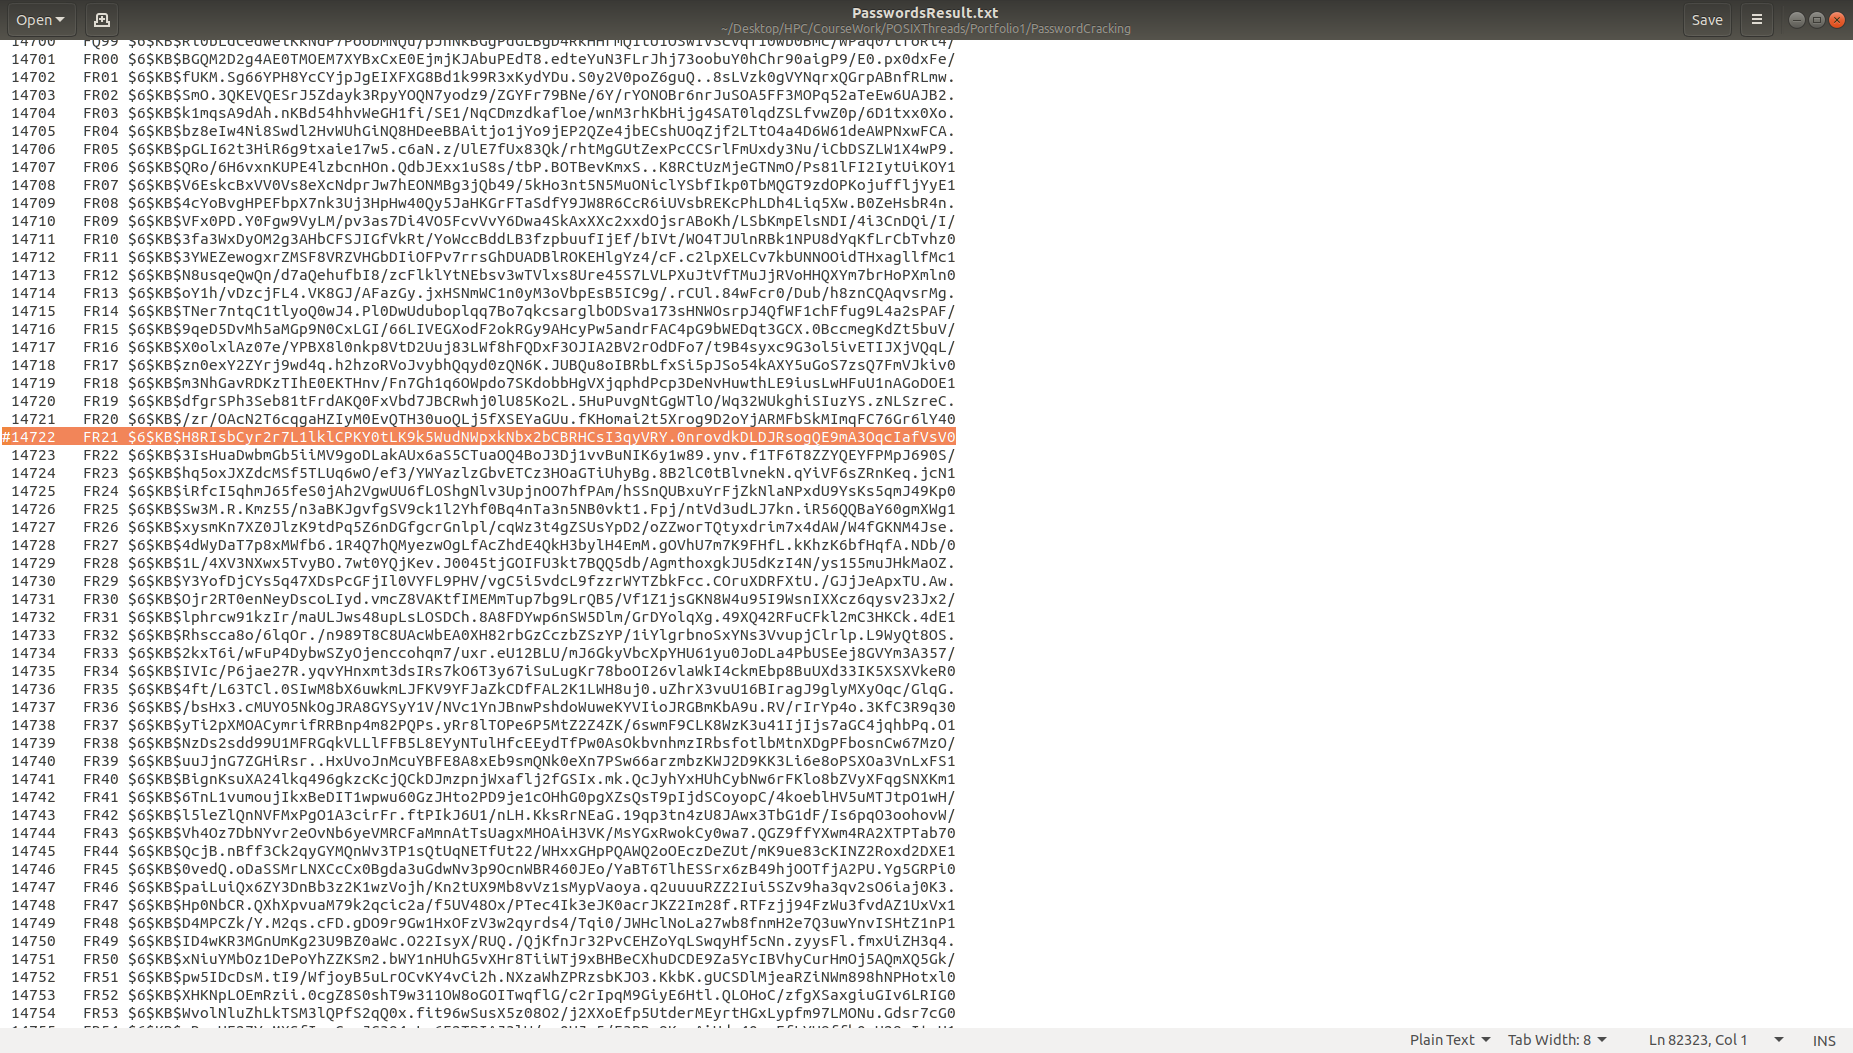 Open
PasswordsResult.txt
~/Desktop/HPC/CourseWork/POSIXThreads/Portfolio1/PasswordCracking
Save
14701 FR00 $6$KB$BGQM2D2g4AE0TMOEM7XYBxCxE0EjmjKJAbuPEdT8.edteYuN3FLrJhj73oobuY0hChr90aigP9/E0.px0dxFe/
14702 FR01 $6$KB$fUKM.Sg66YPH8YcCYjpJgEIXFXG8Bd1k99R3xKydYDu.S0y2V0poZ6guQ..8sLVzk0gVYNqrxQGrpABnfRLmw.
14703 FR02 $6$KB$SmO.3QKEVQESrJ5Zdayk3RpyYOQN7yodz9/ZGYFr79BNe/6Y/rYONOBr6nrJuSOA5FF3MOPq52aTeEw6UAJB2.
14704 FR03 $6$KB$k1mqsA9dAh.nKBd54hhvWeGH1fi/SE1/NqCDmzdkafloe/wnM3rhKbHijg4SAT0lqdZSLfvwZ0p/6D1txx0Xo.
14705 FR04 $6$KB$bz8eIw4Ni8Swdl2HvWUhGiNQ8HDeeBBAitjo1jYo9jEP2QZe4jbECshUOqZjf2LTtO4a4D6W61deAWPNxwFCA.
14706 FR05 $6$KB$pGLI62t3HiR6g9txaie17w5.c6aN.z/UlE7fUx83Qk/rhtMgGUtZexPcCCSrlFmUxdy3Nu/iCbDSZLW1X4wP9.
14707 FR06 $6$KB$QRo/6H6vxnKUPE4lzbcnHOn.QdbJExx1uS8s/tbP.BOTBevKmxS..K8RCtUzMjeGTNmO/Ps81lFI2IytUiKOY1
14708 FR07 $6$KB$V6EskcBxVV0Vs8eXcNdprJw7hEONMBg3jQb49/5kHo3nt5N5MuONiclYSbfIkp0TbMQGT9zdOPKojuffljYyE1
14709 FR08 $6$KB$4cYoBvgHPEFbpX7nk3Uj3HpHw40Qy5JaHKGrFTaSdfY9JW8R6CcR6iUVsbREKcPhLDh4Liq5Xw.B0ZeHsbR4n.
14710 FR09 $6$KB$VFx0PD.Y0Fgw9VyLM/pv3as7Di4VO5FcvVvY6Dwa4SkAxXXc2xxdOjsrABoKh/LSbKmpElsNDI/4i3CnDQi/I/
14711 FR10 $6$KB$3fa3WxDyOM2g3AHbCFSJIGfVkRt/YoWccBddLB3fzpbuufIjEf/bIVt/WO4TJUlnRBk1NPU8dYqKfLrCbTvhz0
14712 FR11 $6$KB$3YWEZewogxrZMSF8VRZVHGbDIiOFPv7rrsGhDUADBlROKEHlgYz4/cF.c2lpXELCv7kbUNNOOidTHxagllfMc1
14713 FR12 $6$KB$N8usqeQwQn/d7aQehufbI8/zcFlklYtNEbsv3wTVlxs8Ure45S7LVLPXuJtVfTMuJjRVoHHQXYm7brHoPXmln0
14714 FR13 $6$KB$oY1h/vDzcjFL4.VK8GJ/AFazGy.jxHSNmWC1n0yM3oVbpEsB5IC9g/.rCUl.84wFcr0/Dub/h8znCQAqvsrMg.
14715 FR14 $6$KB$TNer7ntqC1tlyoQ0wJ4.Pl0DwUduboplqq7Bo7qkcsarglbODSva173sHNWOsrpJ4QfWF1chFfug9L4a2sPAF/
14716 FR15 $6$KB$9qeD5DvMh5aMGp9N0CxLGI/66LIVEGXodF2okRGy9AHcyPw5andrFAC4pG9bWEDqt3GCX.0BccmegKdZt5buV/
14717 FR16 $6$KB$X0olxlAz07e/YPBX8l0nkp8VtD2Uuj83LWf8hFQDxF3OJIA2BV2rOdDFo7/t9B4syxc9G3ol5ivETIJXjVQqL/
14718 FR17 $6$KB$zn0exY2ZYrj9wd4q.h2hzoRVoJvybhQqyd0zQN6K.JUBQu8oIBRbLfxSi5pJSo54kAXY5uGoS7zsQ7FmVJkiv0
14719 FR18 $6$KB$m3NhGavRDKzTIhE0EKTHnv/Fn7Gh1q6OWpdo7SKdobbHgVXjqphdPcp3DeNvHuwthLE9iusLwHFuU1nAGoDOE1
14720 FR19 $6$KB$dfgrSPh3Seb81tFrdAKQ0FxVbd7JBCRwhj0lU85Ko2L.5HuPuvgNtGgWTlO/Wq32WUkghiSIuzYS.zNLSzreC.
14721 FR20 $6$KB$/zr/OAcN2T6cqgaHZIyM0EvQTH30uoQLj5fXSEYaGUu.fKHomai2t5Xrog9D2oYjARMFbSkMImqFC76Gr6lY40
#14722 FR21 $6$KB$H8RIsbCyr2r7L1lklCPKY0tLK9k5WudNWpxkNbx2bCBRHCsI3qyVRY.0nrovdkDLDJRsogQE9mA3OqcIafVsV0
14723 FR22 $6$KB$3IsHuaDwbmGb5iiMV9goDLakAUx6aS5CTuaOQ4BoJ3Dj1vvBuNIK6y1w89.ynv.f1TF6T8ZZYQEYFPMpJ690S/
14724 FR23 $6$KB$hq5oxJXZdcMSf5TLUq6wO/ef3/YWYazlzGbvETCz3HOaGTiUhyBg.8B2lC0tBlvnekN.qYiVF6sZRnKeq.jcN1
14725 FR24 $6$KB$iRfcI5qhmJ65feS0jAh2VgwUU6fLOShgNlv3UpjnOO7hfPAm/hSSnQUBxuYrFjZkNlaNPxdU9YsKs5qmJ49Kp0
14726 FR25 $6$KB$Sw3M.R.Kmz55/n3aBKJgvfgSV9ck1l2Yhf0Bq4nTa3n5NB0vkt1.Fpj/ntVd3udLJ7kn.iR56QQBaY60gmXWg1
14727 FR26 $6$KB$xysmKn7XZ0JlzK9tdPq5Z6nDGfgcrGnlpl/cqWz3t4gZSUsYpD2/oZZworTQtyxdrim7x4dAW/W4fGKNM4Jse.
14728 FR27 $6$KB$4dWyDaT7p8xMWfb6.1R4Q7hQMyezwOgLfAcZhdE4QkH3bylH4EmM.gOVhU7m7K9FHfL.kKhzK6bfHqfA.NDb/0
14729 FR28 $6$KB$1L/4XV3NXwx5TvyBO.7wt0YQjKev.J0045tjGOIFU3kt7BQQ5db/AgmthoxgkJU5dKzI4N/ys155muJHkMaOZ.
14730 FR29 $6$KB$Y3YofDjCYs5q47XDsPcGFjIl0VYFL9PHV/vgC5i5vdcL9fzzrWYTZbkFcc.COruXDRFXtU./GJjJeApxTU.Aw.
14731 FR30 $6$KB$Ojr2RT0enNeyDscoLIyd.vmcZ8VAKtfIMEMmTup7bg9LrQB5/Vf1Z1jsGKN8W4u95I9WsnIXXcz6qysv23Jx2/
14732 FR31 $6$KB$lphrcw91kzIr/maULJws48upLsLOSDCh.8A8FDYwp6nSW5Dlm/GrDYolqXg.49XQ42RFuCFkl2mC3HKCk.4dE1
14733 FR32 $6$KB$Rhscca8o/6lqOr./n989T8C8UAcWbEA0XH82rbGzCczbZSzYP/1iYlgrbnoSxYNs3VvupjClrlp.L9WyQt8OS.
14734 FR33 $6$KB$2kxT6i/wFuP4DybwSZyOjenccohqm7/uxr.eU12BLU/mJ6GkyVbcXpYHU61yu0JoDLa4PbUSEej8GVYm3A357/
14735 FR34 $6$KB$IVIc/P6jae27R.yqvYHnxmt3dsIRs7kO6T3y67iSuLugKr78boOI26vlaWkI4ckmEbp8BuUXd33IK5XSXVkeR0
14736 FR35 $6$KB$4ft/L63TCl.0SIwM8bX6uwkmLJFKV9YFJaZkCDfFAL2K1LWH8uj0.uZhrX3vuU16BIragJ9glyMXyOqc/GlqG.
14737 FR36 $6$KB$/bsHx3.cMUYO5NkOgJRA8GYSyY1V/NVc1YnJBnwPshdoWuweKYVIioJRGBmKbA9u.RV/rIrYp4o.3KfC3R9q30
14738 FR37 $6$KB$yTi2pXMOACymrifRRBnp4m82PQPs.yRr8lTOPe6P5MtZ2Z4ZK/6swmF9CLK8WzK3u41IjIjs7aGC4jqhbPq.O1
14739 FR38 $6$KB$NzDs2sdd99U1MFRGqkVLLlFFB5L8EYyNTulHfcEEydTfPw0AsOkbvnhmzIRbsfotlbMtnXDgPFbosnCw67MzO/
14740 FR39 $6$KB$uuJjnG7ZGHiRsr..HxUvoJnMcuYBFE8A8xEb9smQNk0eXn7PSw66arzmbzKWJ2D9KK3Li6e8oPSXOa3VnLxFS1
14741 FR40 $6$KB$BignKsuXA24lkq496gkzcKcjQCkDJmzpnjWxaflj2fGSIx.mk.QcJyhYxHUhCybNw6rFKlo8bZVyXFqgSNXKm1
14742 FR41 $6$KB$6TnL1vumoujIkxBeDIT1wpwu60GzJHto2PD9je1cOHhG0pgXZsQsT9pIjdSCoyopC/4koeblHV5uMTJtpO1wH/
14743 FR42 $6$KB$l5leZlQnNVFMxPgO1A3cirFr.ftPIkJ6U1/nLH.KksRrNEaG.19qp3tn4zU8JAwx3TbG1dF/Is6pqO3oohovW/
14744 FR43 $6$KB$Vh4Oz7DbNYvr2eOvNb6yeVMRCFaMmnAtTsUagxMHOAiH3VK/MsYGxRwokCy0wa7.QGZ9ffYXwm4RA2XTPTab70
14745 FR44 $6$KB$QcjB.nBff3Ck2qyGYMQnWv3TP1sQtUqNETfUt22/WHxxGHpPQAWQ2oOEczDeZUt/mK9ue83cKINZ2Roxd2DXE1
14746 FR45 $6$KB$0vedQ.oDaSSMrLNXCcCx0Bgda3uGdwNv3p9OcnWBR460JEo/YaBT6TlhESSrx6zB49hjOOTfjA2PU.Yg5GRPi0
14747 FR46 $6$KB$paiLuiQx6ZY3DnBb3z2K1wzVojh/Kn2tUX9Mb8vVz1sMypVaoya.q2uuuuRZZ2Iui5SZv9ha3qv2sO6iaj0K3.
14748 FR47 $6$KB$Hp0NbCR.QXhXpvuaM79k2qcic2a/f5UV48Ox/PTec4Ik3eJK0acrJKZ2Im28f.RTFzjj94FzWu3fvdAZ1UxVx1
14749 FR48 $6$KB$D4MPCZk/Y.M2qs.cFD.gDO9r9Gw1HxOFzV3w2qyrds4/Tqi0/JWHclNoLa27wb8fnmH2e7Q3uwYnvISHtZ1nP1
14750 FR49 $6$KB$ID4wKR3MGnUmKg23U9BZ0aWc.O22IsyX/RUQ./QjKfnJr32PvCEHZoYqLSwqyHf5cNn.zyysFl.fmxUiZH3q4.
14751 FR50 $6$KB$xNiuYMbOz1DePoYhZZKSm2.bWY1nHUhG5vXHr8TiiWTj9xBHBeCXhuDCDE9Za5YcIBVhyCurHmOj5AQmXQ5Gk/
14752 FR51 $6$KB$pw5IDcDsM.tI9/WfjoyB5uLrOCvKY4vCi2h.NXzaWhZPRzsbKJO3.KkbK.gUCSDlMjeaRZiNWm898hNPHotxl0
14753 FR52 $6$KB$XHKNpLOEmRzii.0cgZ8S0shT9w311OW8oGOITwqflG/c2rIpqM9GiyE6Htl.QLOHoC/zfgXSaxgiuGIv6LRIG0
14754 FR53 $6$KB$WvolNluZhLkTSM3lQPfS2qQ0x.fit96wSusX5z08O2/j2XXoEfp5UtderMEyrtHGxLypfm97LMONu.Gdsr7cG0
Plain Text
Tab Width: 8
Ln 82323, Col 1
INS